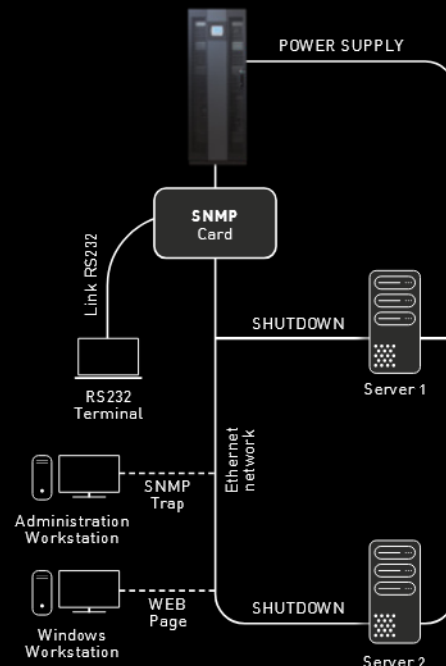 POWER SUPPLY
SNMP
Card
Link RS232
SHUTDOWN
Server 1
RS232
Terminal
Ethernet
network
SNMP
Trap
Administration
Workstation
WEB
Page
SHUTDOWN
Windows
Workstation
Server 2